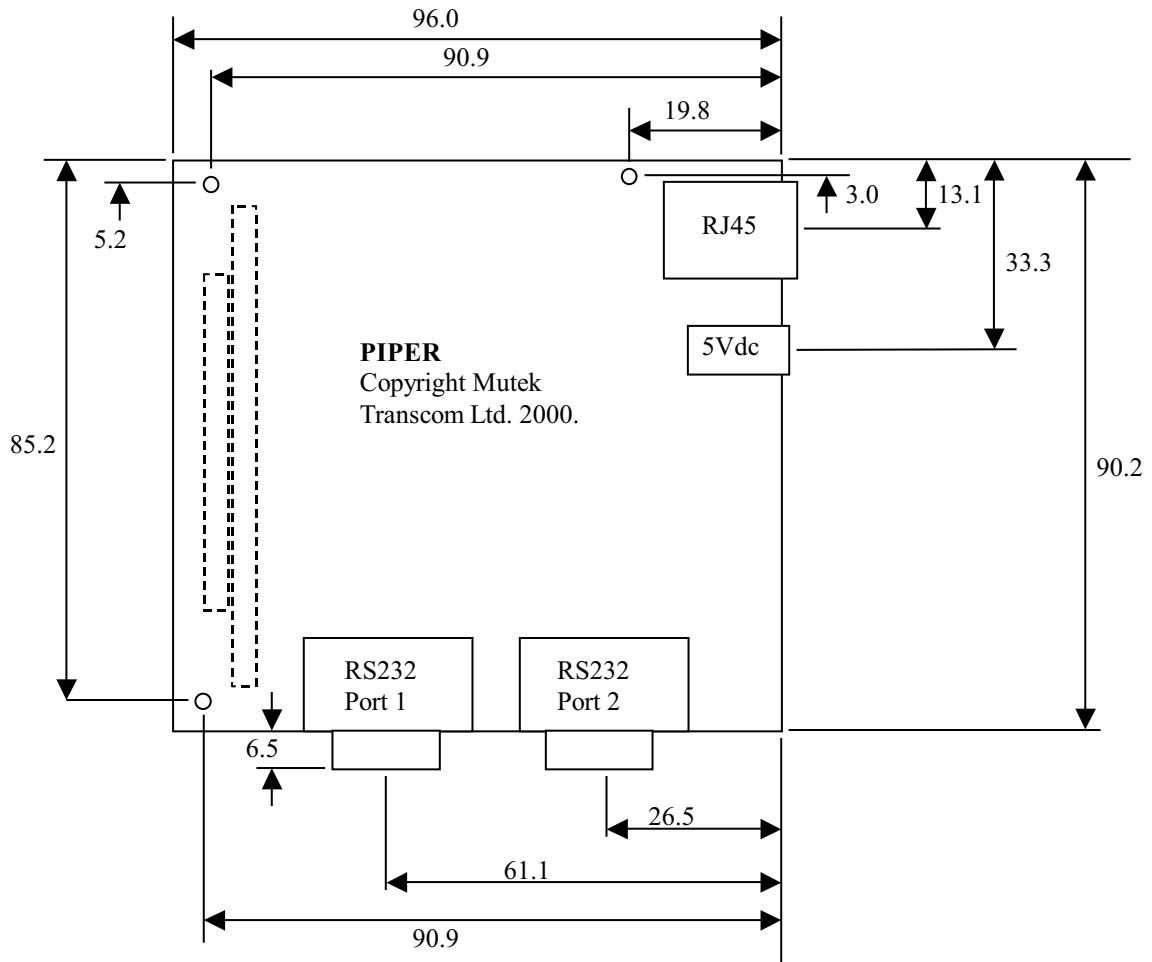 96.0
90.9
19.8
3.0
13.1
5.2
RJ45
33.3
5Vdc
PIPER
Copyright Mutek
Transcom Ltd. 2000.
85.2
90.2
RS232
Port 1
RS232
Port 2
6.5
26.5
61.1
90.9